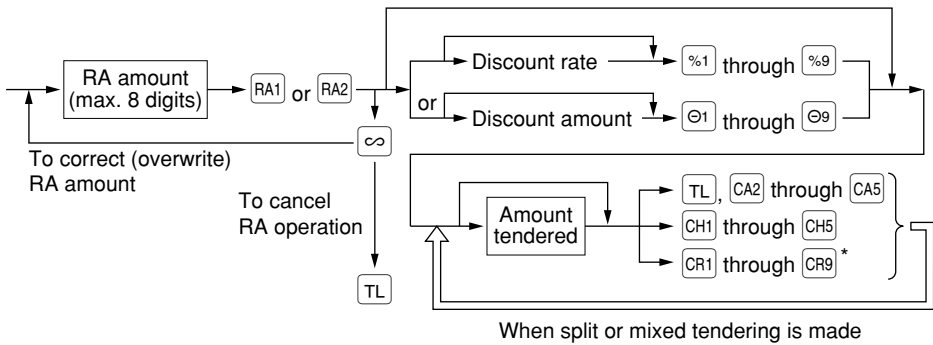 RA amount
(max. 8 digits)
RA1 or RA2
Discount rate
%1 through %9
or
Discount amount
⊖1 through ⊖9
∽
To correct (overwrite)
RA amount
To cancel
RA operation
TL
Amount
tendered
TL, CA2 through CA5
CH1 through CH5
CR1 through CR9 *
When split or mixed tendering is made